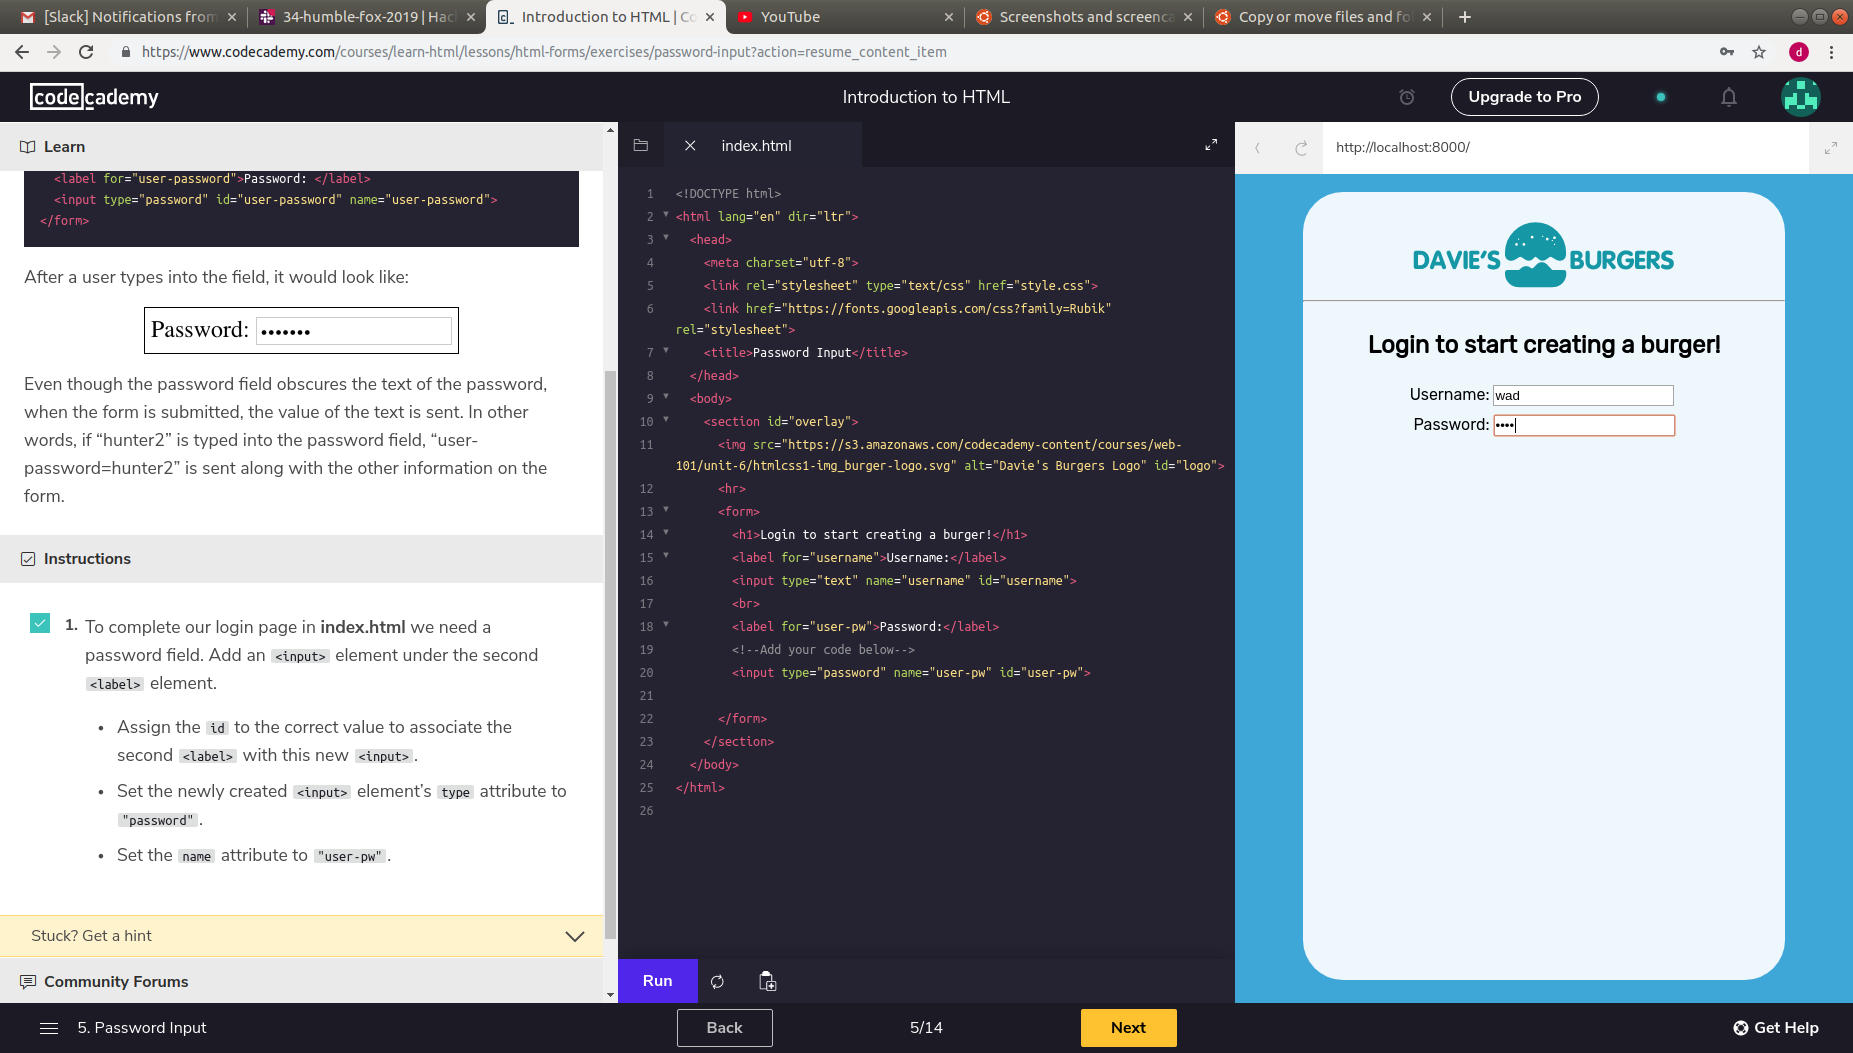 [Slack] Notifications from
34-humble-fox-2019 | Hac
Introduction to HTML | Co
YouTube
Screenshots and screenca
Copy or move files and fo
https://www.codecademy.com/courses/learn-html/lessons/html-forms/exercises/password-input?action=resume_content_item
d
codecademy
Introduction to HTML
Upgrade to Pro
Learn
<label for="user-password">Password: </label>
<input type="password" id="user-password" name="user-password">
</form>
After a user types into the field, it would look like:
Password: •••••••
Even though the password field obscures the text of the password,
when the form is submitted, the value of the text is sent. In other
words, if “hunter2” is typed into the password field, “user-
password=hunter2” is sent along with the other information on the
form.
Instructions
1. To complete our login page in index.html we need a
password field. Add an <input> element under the second
<label> element.
• Assign the id to the correct value to associate the
second <label> with this new <input>.
• Set the newly created <input> element’s type attribute to
"password".
• Set the name attribute to "user-pw".
Stuck? Get a hint
Community Forums
index.html
1 <!DOCTYPE html>
2 <html lang="en" dir="ltr">
3 <head>
4 <meta charset="utf-8">
5 <link rel="stylesheet" type="text/css" href="style.css">
6 <link href="https://fonts.googleapis.com/css?family=Rubik"
rel="stylesheet">
7 <title>Password Input</title>
8 </head>
9 <body>
10 <section id="overlay">
11 <img src="https://s3.amazonaws.com/codecademy-content/courses/web-
101/unit-6/htmlcss1-img_burger-logo.svg" alt="Davie's Burgers Logo" id="logo">
12 <hr>
13 <form>
14 <h1>Login to start creating a burger!</h1>
15 <label for="username">Username:</label>
16 <input type="text" name="username" id="username">
17 <br>
18 <label for="user-pw">Password:</label>
19 <!--Add your code below-->
20 <input type="password" name="user-pw" id="user-pw">
21
22 </form>
23 </section>
24 </body>
25 </html>
26
Run
http://localhost:8000/
DAVIE'S BURGERS
Login to start creating a burger!
Username: wad
Password: ••••
5. Password Input
Back
5/14
Next
Get Help